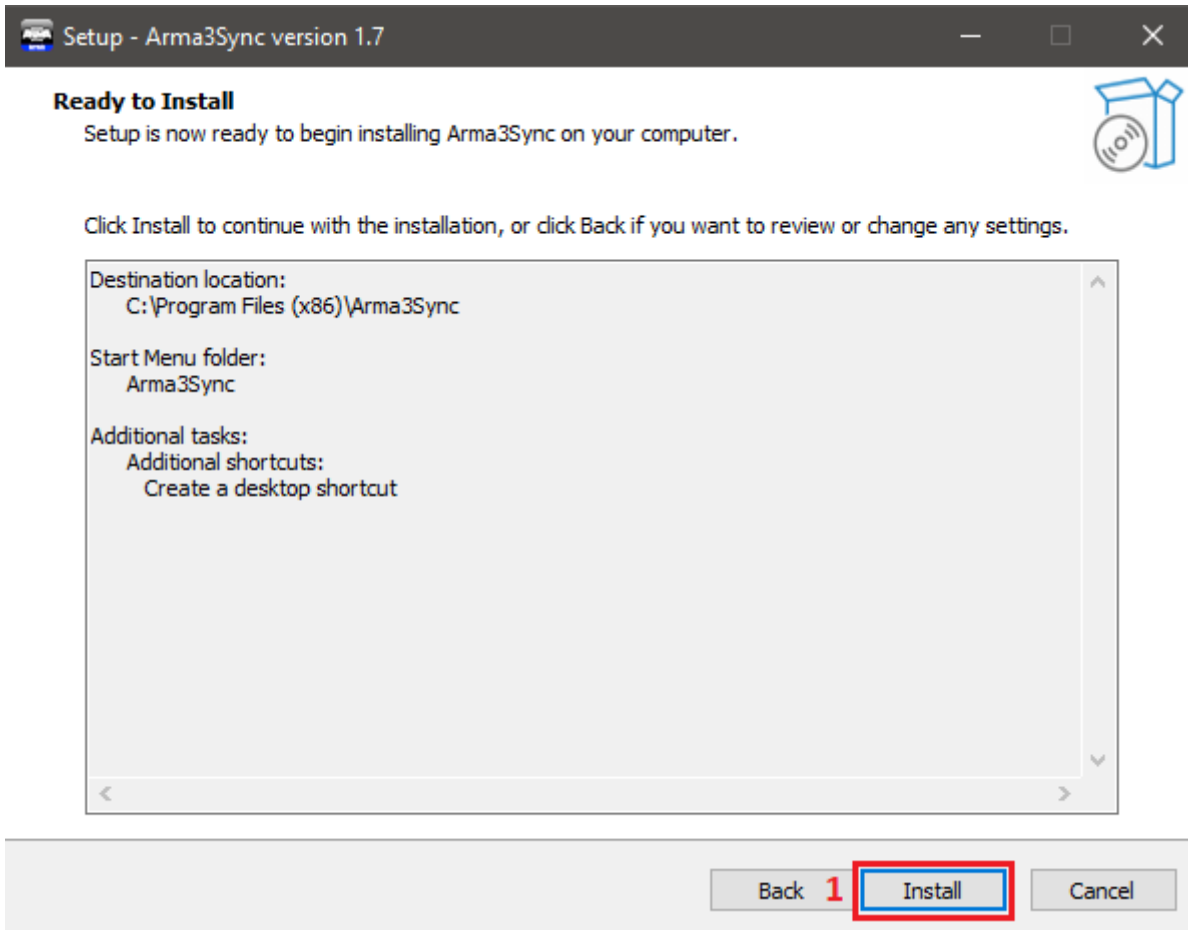 Setup - Arma3Sync version 1.7
Ready to Install
Setup is now ready to begin installing Arma3Sync on your computer.
Click Install to continue with the installation, or click Back if you want to review or change any settings.
Destination location:
C:\Program Files (x86)\Arma3Sync
Start Menu folder:
Arma3Sync
Additional tasks:
Additional shortcuts:
Create a desktop shortcut
Back 1 Install Cancel